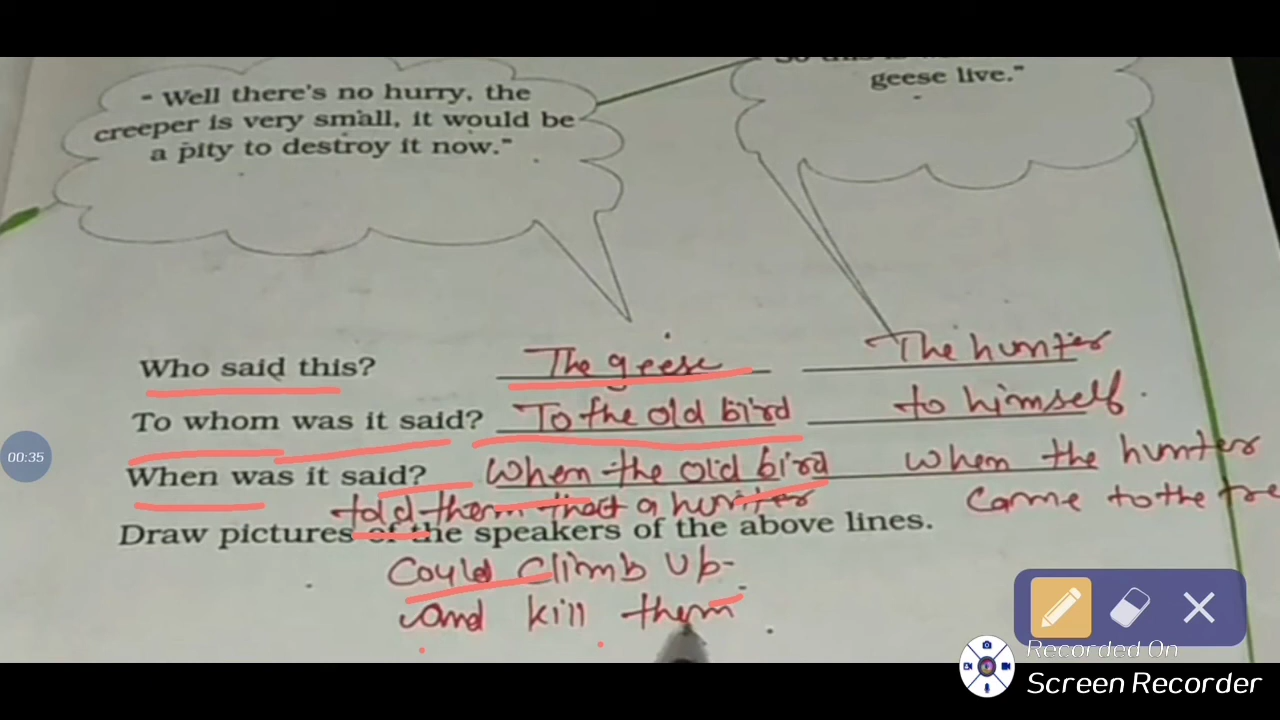 - Well there's no hurry, the
creeper is very small, it would be
a pity to destroy it now."
geese live."
Who said this? The geese The hunter
To whom was it said? To the old bird to himself.
When was it said? When the old bird when the hunter
told them that a hunter came to the tre
Draw pictures of the speakers of the above lines.
Could Climb Up
and kill them
00:35
Recorded On
Screen Recorder